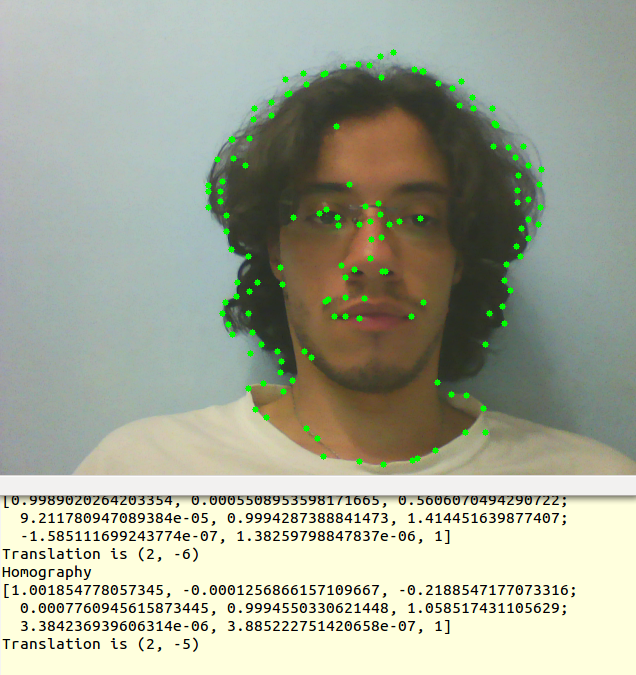 [0.9989020264203354, 0.0005508953598171665, 0.5606070494290722;
9.211780947089384e-05, 0.9994287388841473, 1.414451639877407;
-1.585111699243774e-07, 1.38259798847837e-06, 1]
Translation is (2, -6)
Homography
[1.001854778057345, -0.0001256866157109667, -0.2188547177073316;
0.0007760945615873445, 0.9994550330621448, 1.058517431105629;
3.384236939606314e-06, 3.885222751420658e-07, 1]
Translation is (2, -5)